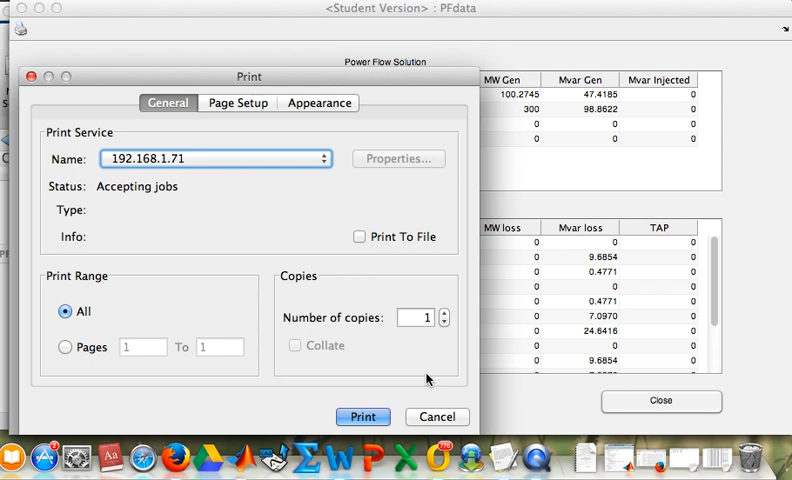 <Student Version> : PFdata
Power Flow Solution
MW Gen Mvar Gen Mvar Injected
100.2745 47.4185 0
300 98.8622 0
0 0 0
0 0 0
Print
General Page Setup Appearance
Print Service
Name: 192.168.1.71 Properties...
Status: Accepting jobs
Type:
Info: Print To File
Print Range Copies
All
Number of copies: 1
Pages 1 To 1 Collate
Print Cancel
MW loss Mvar loss TAP
0 0 0
0 9.6854 0
0 0.4771 0
0 0 0
0 0.4771 0
0 7.0970 0
0 24.6416 0
0 0 0
0 9.6854 0
Close